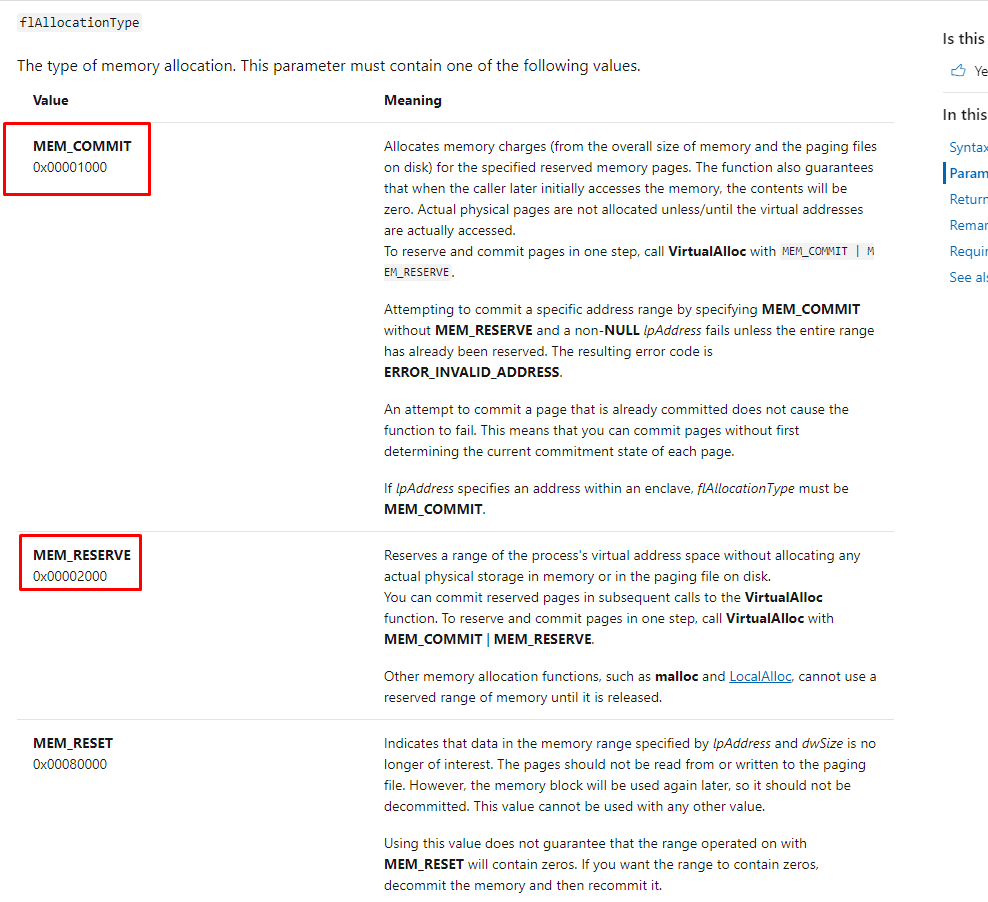 flAllocationType
Is this
The type of memory allocation. This parameter must contain one of the following values.
Ye
Value Meaning
In this
MEM_COMMIT
0x00001000
Allocates memory charges (from the overall size of memory and the paging files
on disk) for the specified reserved memory pages. The function also guarantees
that when the caller later initially accesses the memory, the contents will be
zero. Actual physical pages are not allocated unless/until the virtual addresses
are actually accessed.
To reserve and commit pages in one step, call VirtualAlloc with MEM_COMMIT | M
EM_RESERVE.
Attempting to commit a specific address range by specifying MEM_COMMIT
without MEM_RESERVE and a non-NULL lpAddress fails unless the entire range
has already been reserved. The resulting error code is
ERROR_INVALID_ADDRESS.
An attempt to commit a page that is already committed does not cause the
function to fail. This means that you can commit pages without first
determining the current commitment state of each page.
If lpAddress specifies an address within an enclave, flAllocationType must be
MEM_COMMIT.
MEM_RESERVE
0x00002000
Reserves a range of the process's virtual address space without allocating any
actual physical storage in memory or in the paging file on disk.
You can commit reserved pages in subsequent calls to the VirtualAlloc
function. To reserve and commit pages in one step, call VirtualAlloc with
MEM_COMMIT | MEM_RESERVE.
Other memory allocation functions, such as malloc and LocalAlloc, cannot use a
reserved range of memory until it is released.
MEM_RESET
0x00080000
Indicates that data in the memory range specified by lpAddress and dwSize is no
longer of interest. The pages should not be read from or written to the paging
file. However, the memory block will be used again later, so it should not be
decommitted. This value cannot be used with any other value.
Using this value does not guarantee that the range operated on with
MEM_RESET will contain zeros. If you want the range to contain zeros,
decommit the memory and then recommit it.
Syntax
Param
Return
Remar
Requir
See als